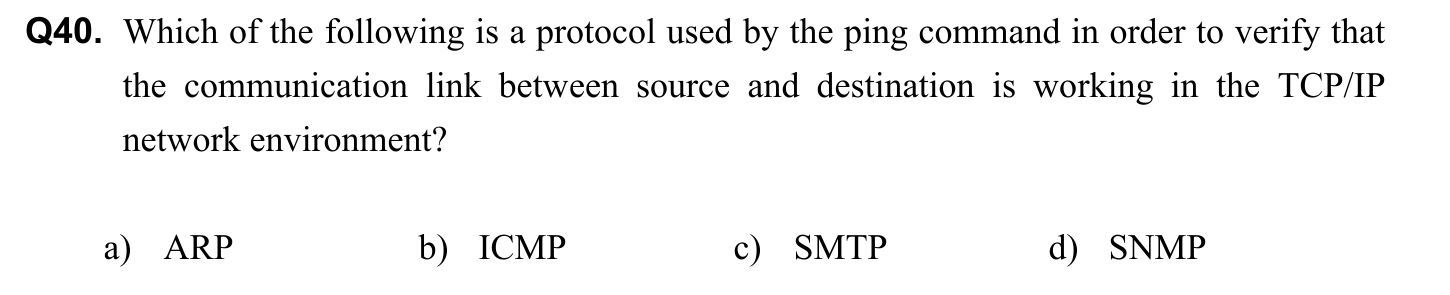 Q40. Which of the following is a protocol used by the ping command in order to verify that
the communication link between source and destination is working in the TCP/IP
network environment?
a) ARP b) ICMP c) SMTP d) SNMP